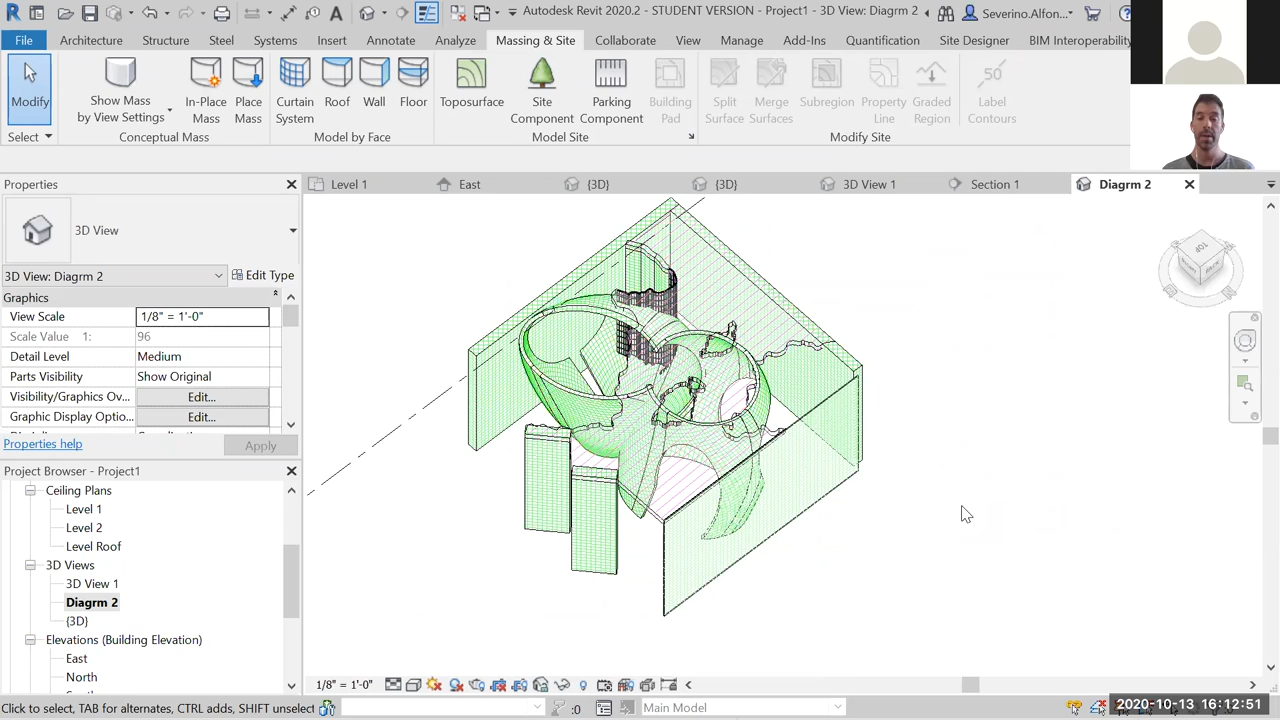 Autodesk Revit 2020.2 - STUDENT VERSION - Project1 - 3D View: Diagrm 2
Severino.Alfon...
File Architecture Structure Steel Systems Insert Annotate Analyze Massing & Site Collaborate View Manage Add-Ins Quantification Site Designer BIM Interoperability
Modify
Show Mass
by View Settings
In-Place
Mass
Place
Mass
Curtain
System
Roof
Wall
Floor
Toposurface
Site
Component
Parking
Component
Building
Pad
Split
Surface
Merge
Surfaces
Subregion
Property
Line
Graded
Region
50
Label
Contours
Select
Conceptual Mass
Model by Face
Model Site
Modify Site
Properties
Level 1
East
{3D}
{3D}
3D View 1
Section 1
Diagrm 2
3D View
3D View: Diagrm 2
Edit Type
Graphics
View Scale 1/8" = 1'-0"
Scale Value 1: 96
Detail Level Medium
Parts Visibility Show Original
Visibility/Graphics Ov... Edit...
Graphic Display Optio... Edit...
Properties help
Apply
Project Browser - Project1
Ceiling Plans
Level 1
Level 2
Level Roof
3D Views
3D View 1
Diagrm 2
{3D}
Elevations (Building Elevation)
East
North
TOP
1/8" = 1'-0"
Click to select, TAB for alternates, CTRL adds, SHIFT unselect
:0
Main Model
2020-10-13 16:12:51